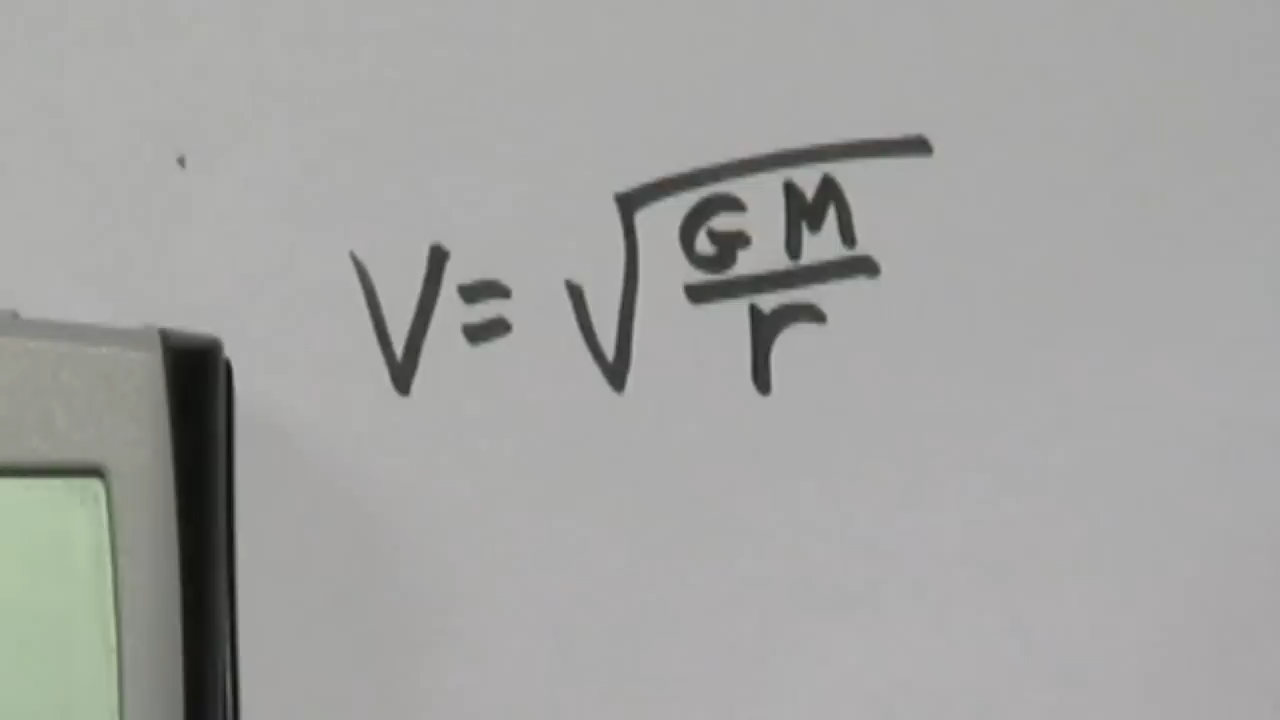 V = √(GM/r)